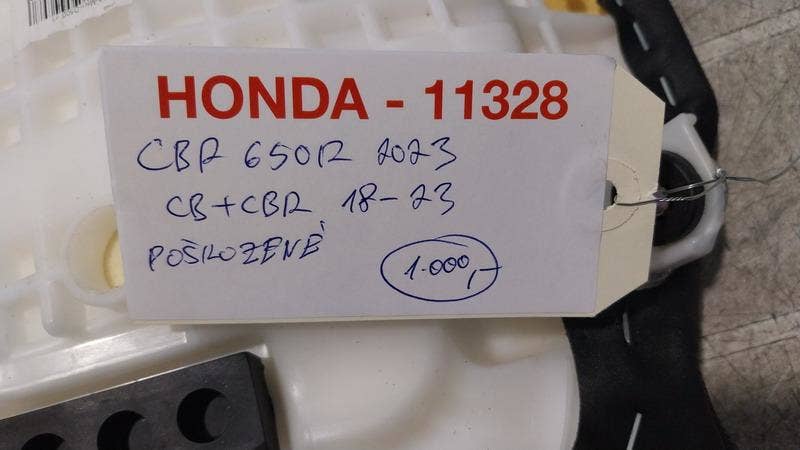 HONDA - 11328
CBR 650R 2023
CB+CBR 18-23
POŠKOZENÉ
1.000,-